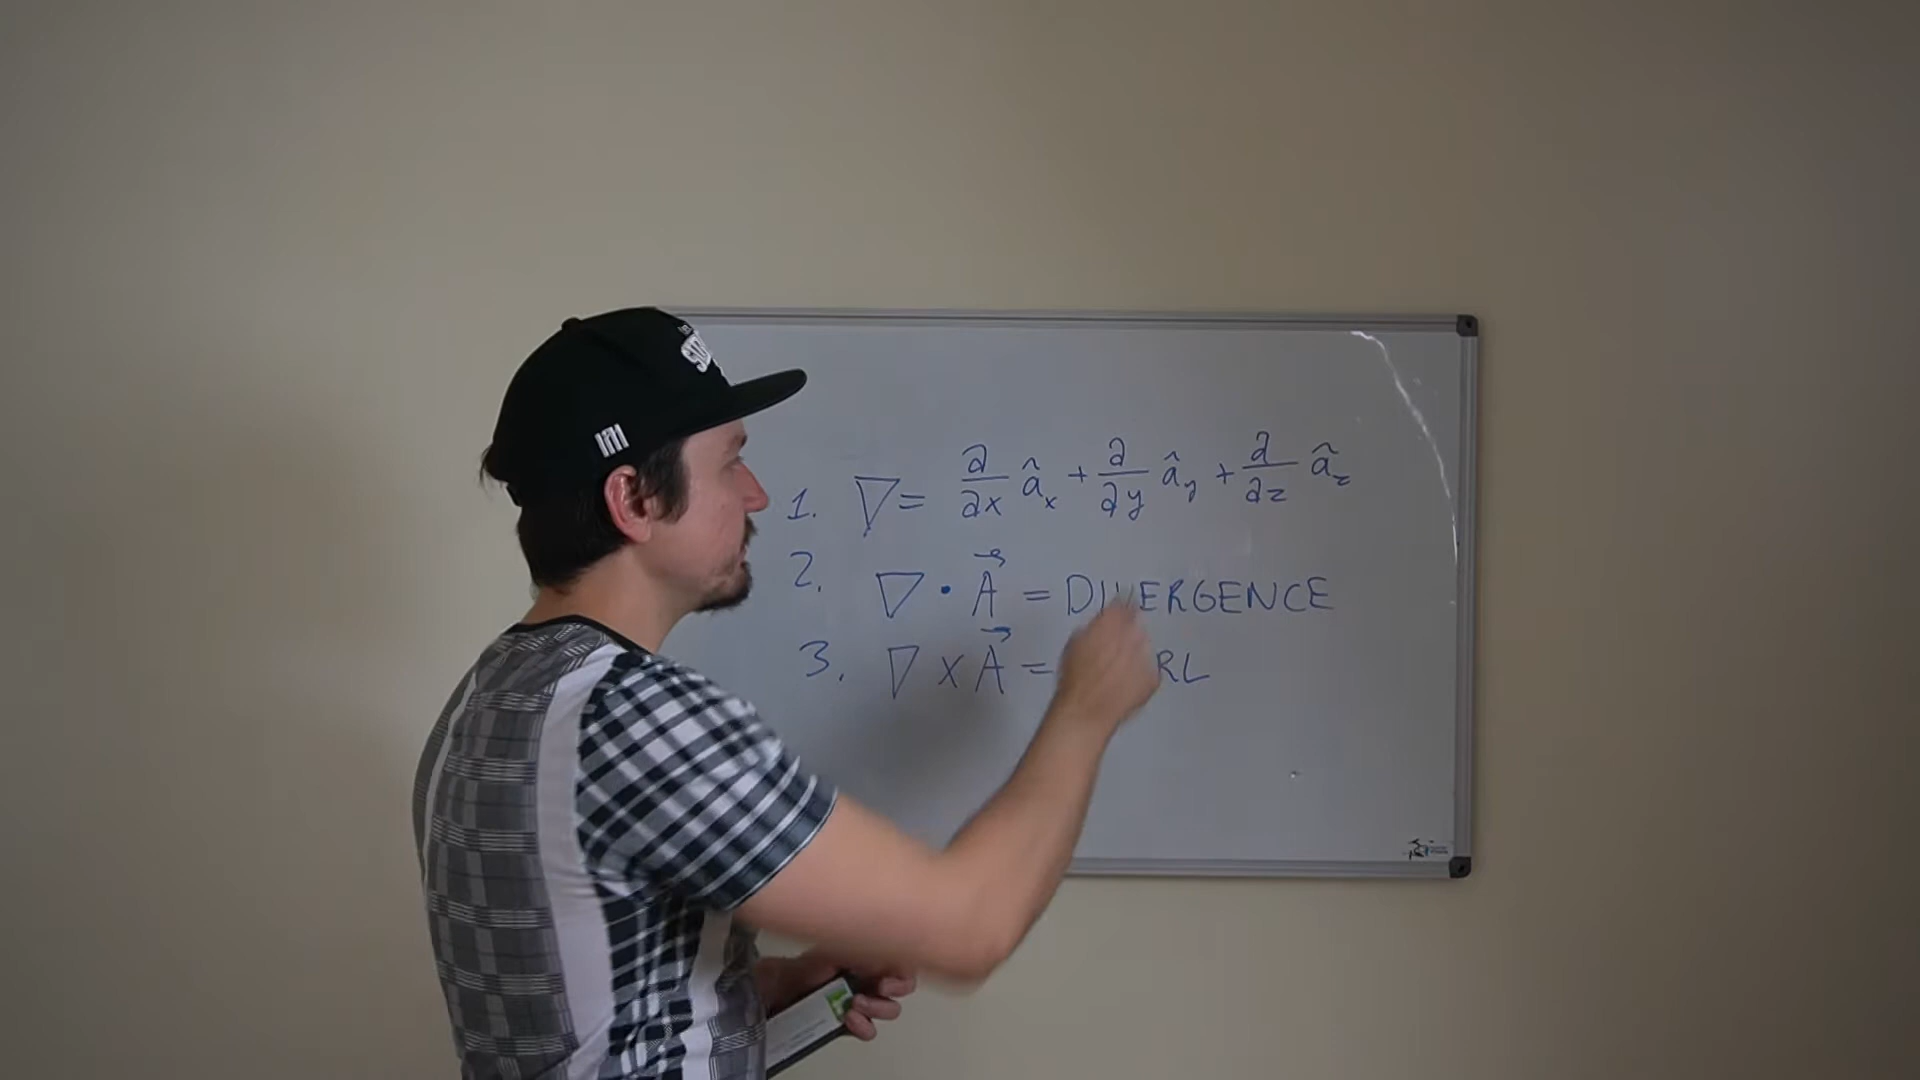 1. ∇ = ∂/∂x âx + ∂/∂y ây + ∂/∂z âz
2. ∇ · A⃗ = DIVERGENCE
3. ∇ × A⃗ = RL